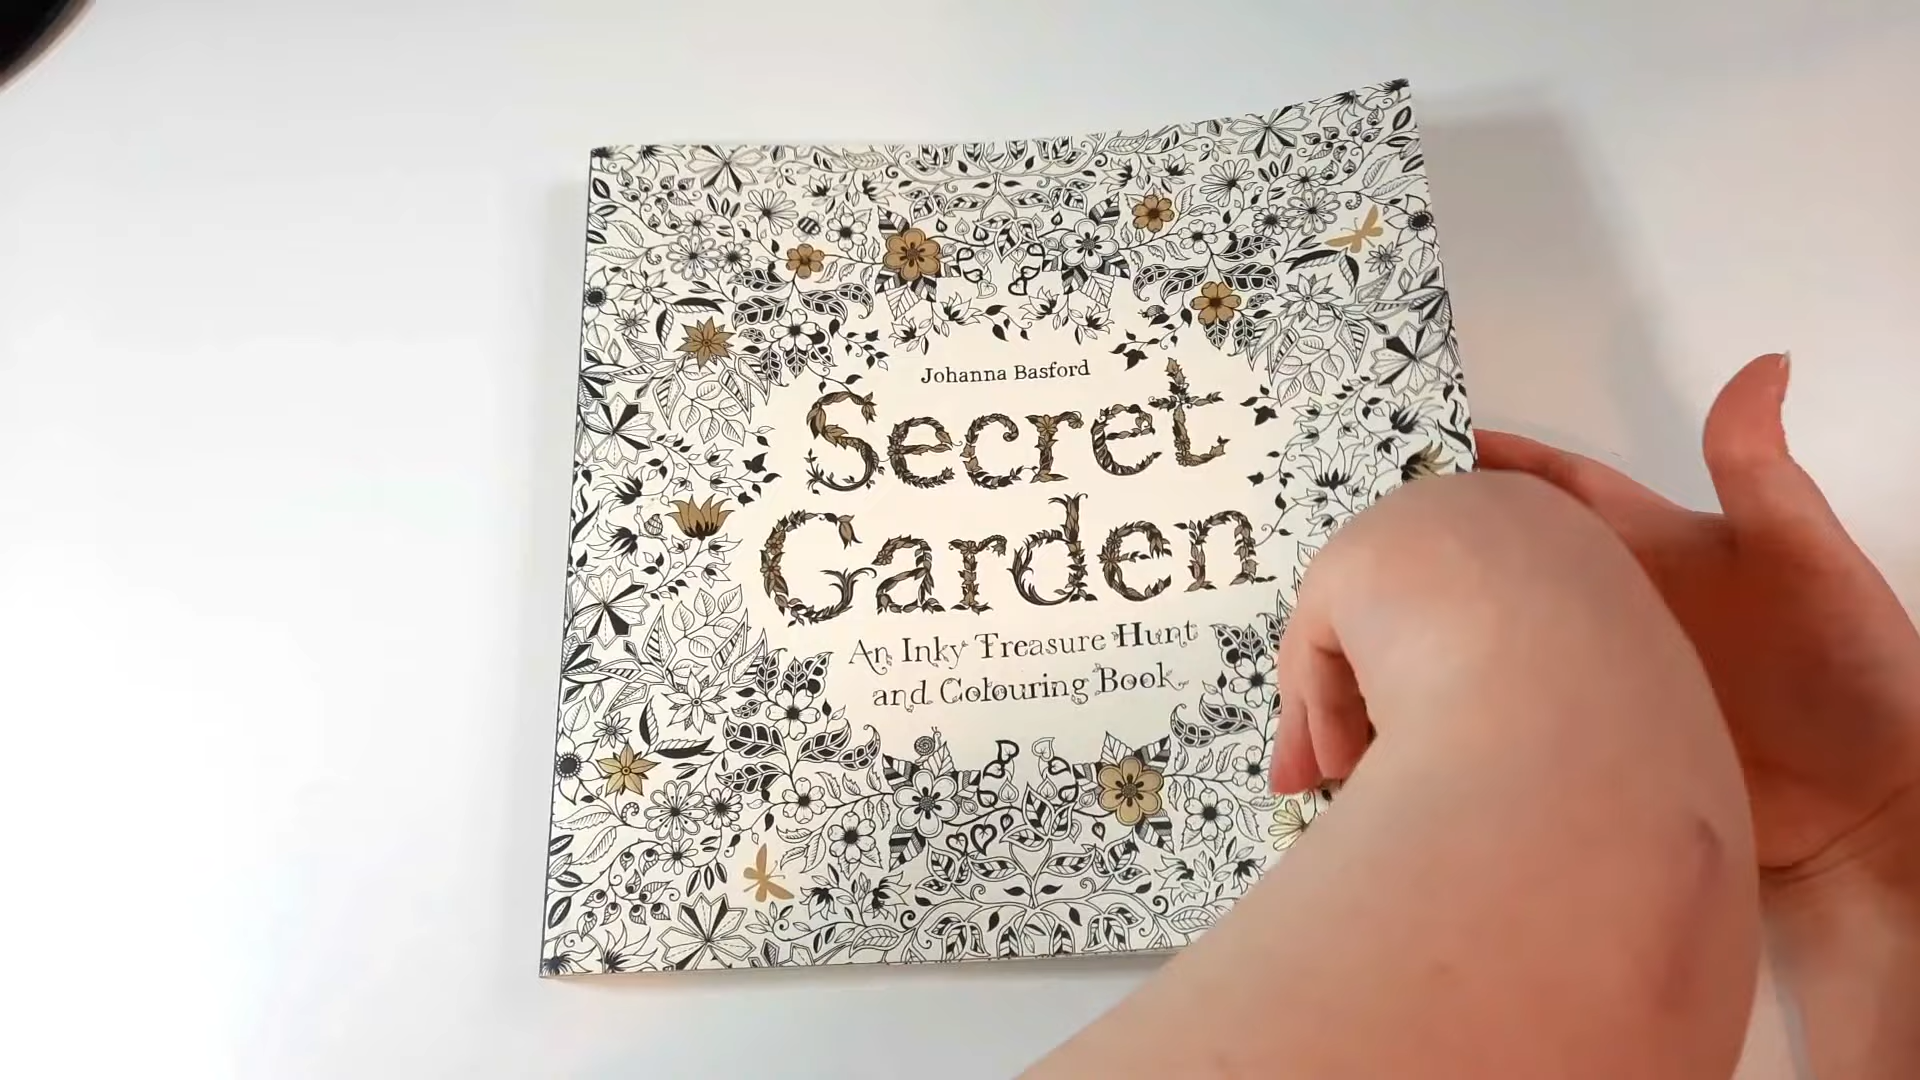 Johanna Basford
Secret
Garden
An Inky Treasure Hunt
and Colouring Book